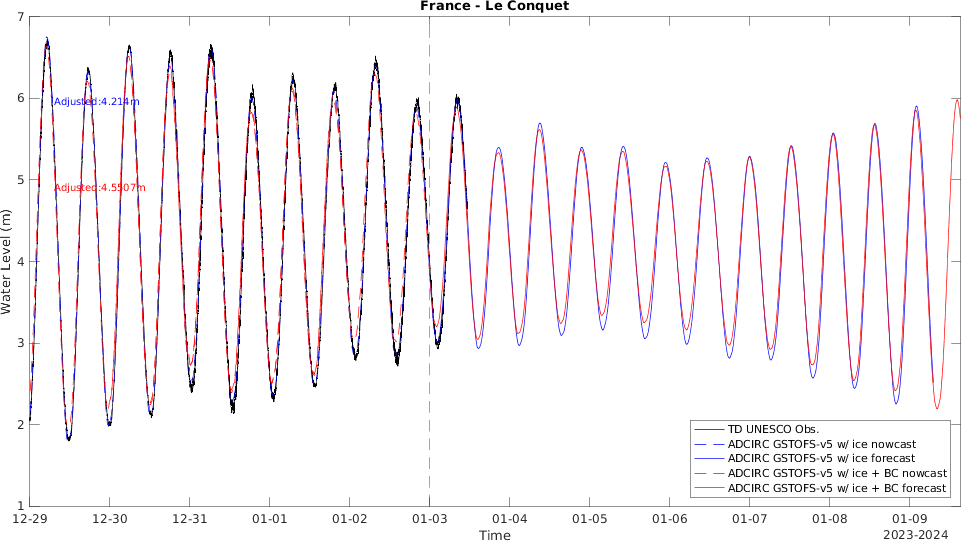 France - Le Conquet
7
6
5
4
3
2
1
Water Level (m)
Adjusted:4.214m
Adjusted:4.5507m
TD UNESCO Obs.
ADCIRC GSTOFS-v5 w/ ice nowcast
ADCIRC GSTOFS-v5 w/ ice forecast
ADCIRC GSTOFS-v5 w/ ice + BC nowcast
ADCIRC GSTOFS-v5 w/ ice + BC forecast
12-29 12-30 12-31 01-01 01-02 01-03 01-04 01-05 01-06 01-07 01-08 01-09
Time
2023-2024